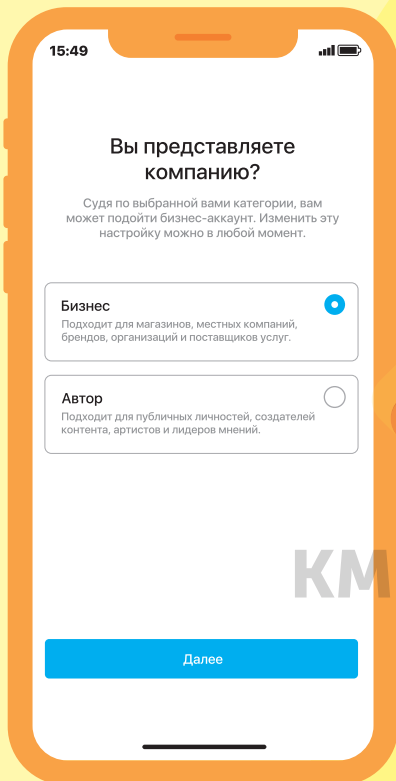 15:49
Вы представляете
компанию?
Судя по выбранной вами категории, вам
может подойти бизнес-аккаунт. Изменить эту
настройку можно в любой момент.
Бизнес
Подходит для магазинов, местных компаний,
брендов, организаций и поставщиков услуг.
Автор
Подходит для публичных личностей, создателей
контента, артистов и лидеров мнений.
КМ
Далее